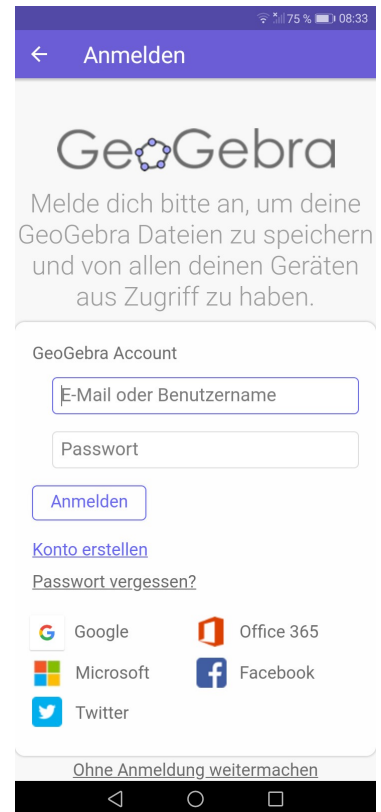 75 % 08:33
Anmelden
GeoGebra
Melde dich bitte an, um deine
GeoGebra Dateien zu speichern
und von allen deinen Geräten
aus Zugriff zu haben.
GeoGebra Account
E-Mail oder Benutzername
Passwort
Anmelden
Konto erstellen
Passwort vergessen?
Google
Office 365
Microsoft
Facebook
Twitter
Ohne Anmeldung weitermachen